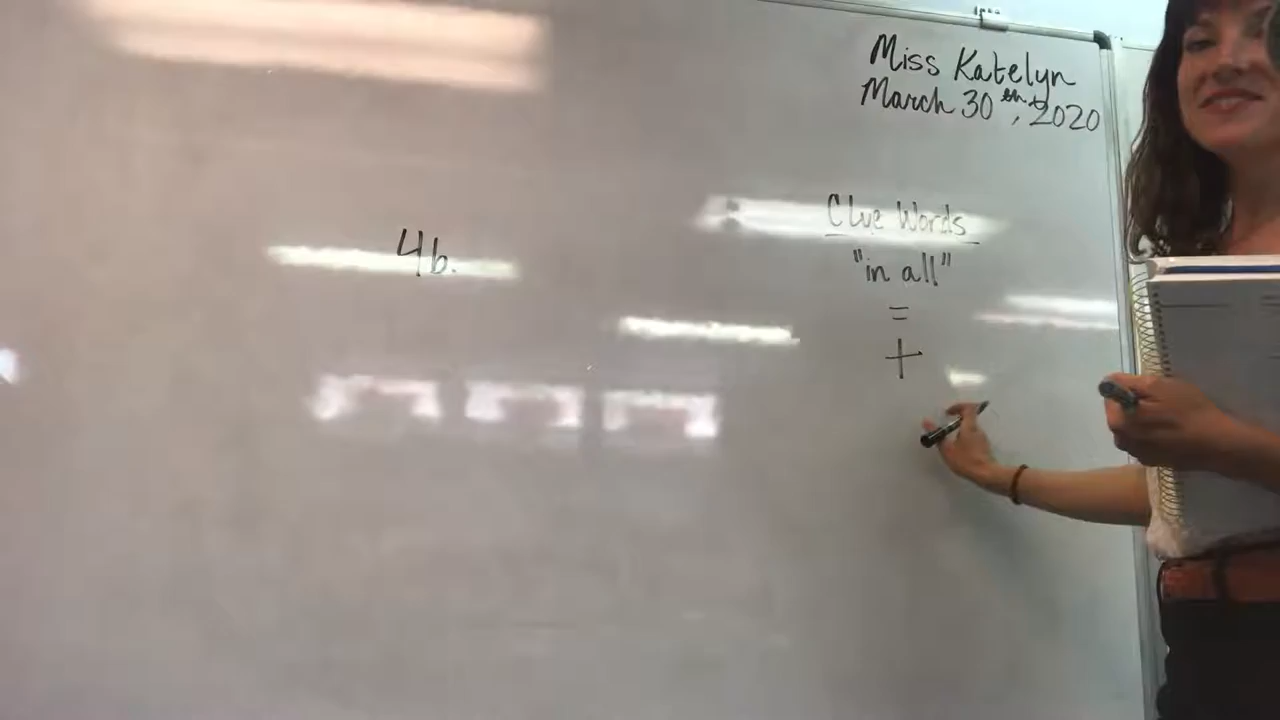 Miss Katelyn
March 30th, 2020
Clue Words
"in all"
=
+
4b.